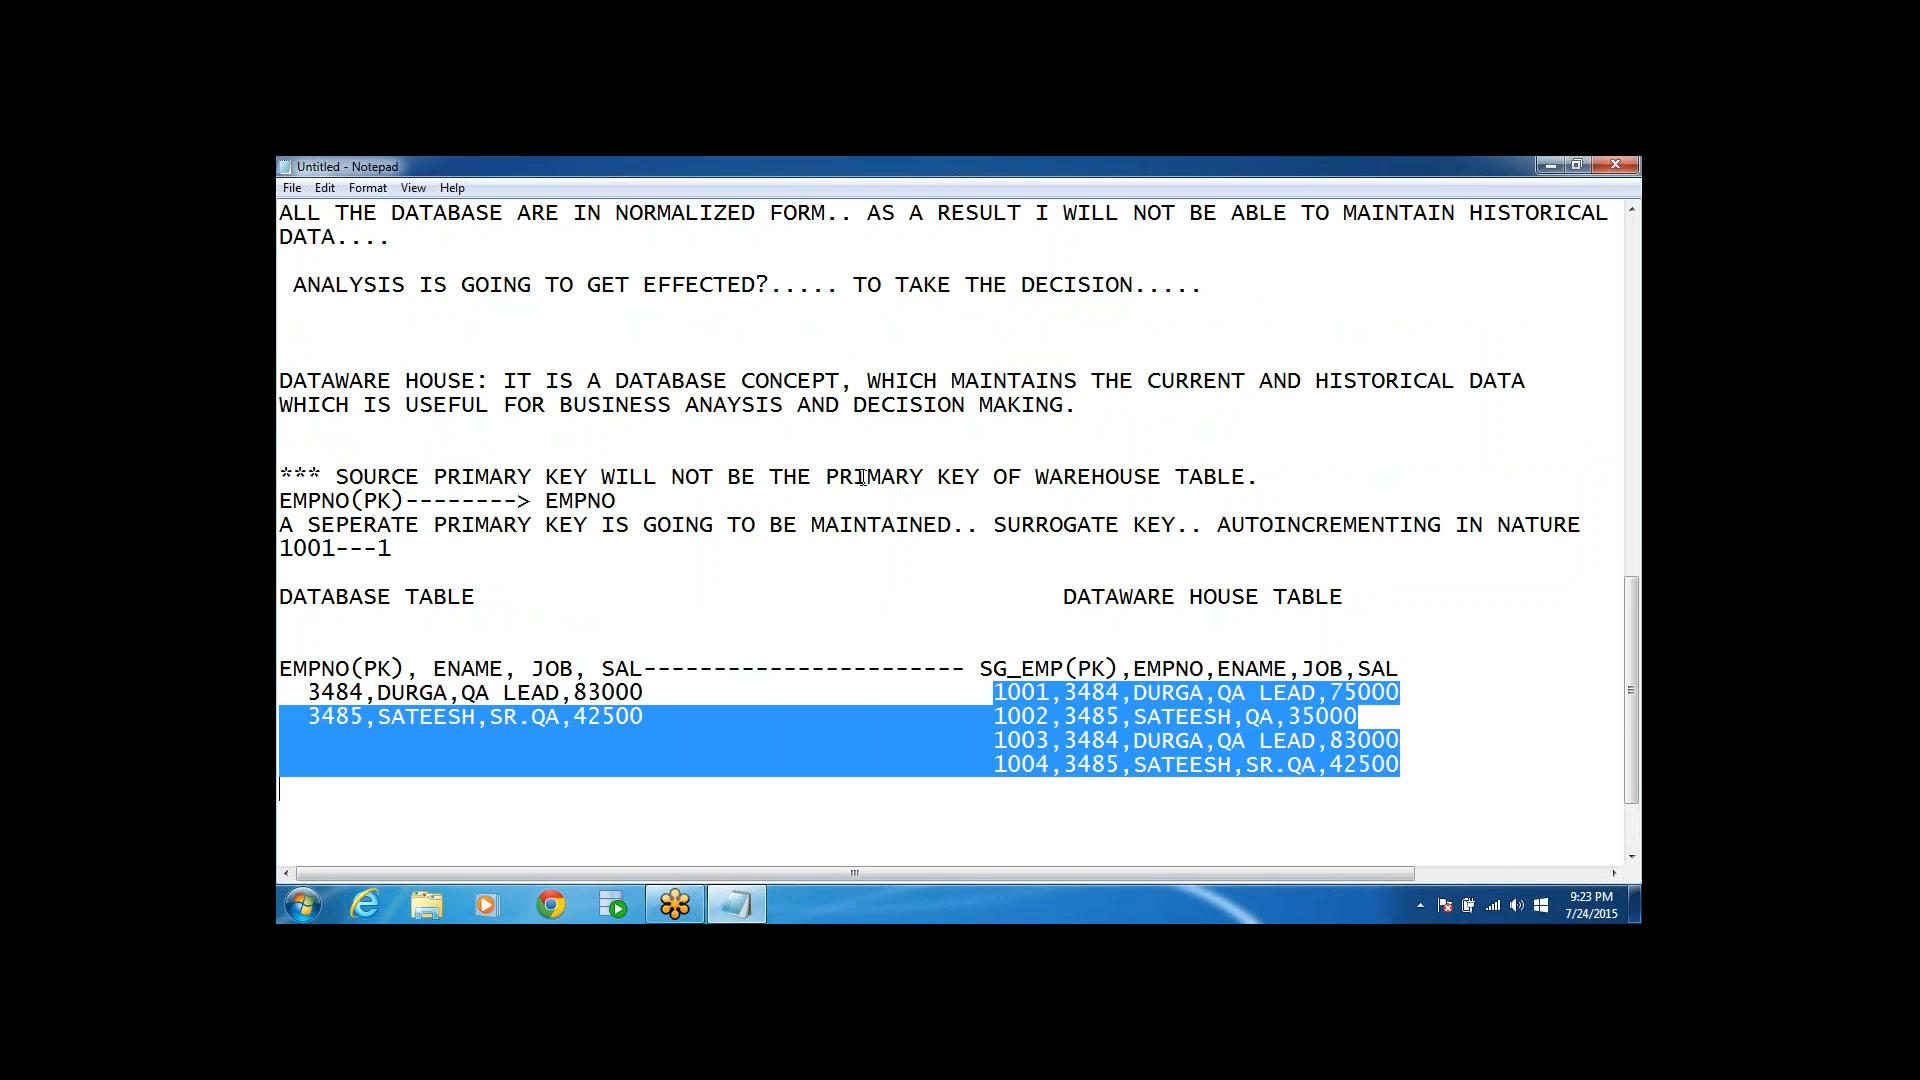 Untitled - Notepad
File Edit Format View Help
ALL THE DATABASE ARE IN NORMALIZED FORM.. AS A RESULT I WILL NOT BE ABLE TO MAINTAIN HISTORICAL
DATA....
ANALYSIS IS GOING TO GET EFFECTED?..... TO TAKE THE DECISION.....
DATAWARE HOUSE: IT IS A DATABASE CONCEPT, WHICH MAINTAINS THE CURRENT AND HISTORICAL DATA
WHICH IS USEFUL FOR BUSINESS ANAYSIS AND DECISION MAKING.
*** SOURCE PRIMARY KEY WILL NOT BE THE PRIMARY KEY OF WAREHOUSE TABLE.
EMPNO(PK)--------> EMPNO
A SEPERATE PRIMARY KEY IS GOING TO BE MAINTAINED.. SURROGATE KEY.. AUTOINCREMENTING IN NATURE
1001---1
DATABASE TABLE DATAWARE HOUSE TABLE
EMPNO(PK), ENAME, JOB, SAL----------------------- SG_EMP(PK),EMPNO,ENAME,JOB,SAL
3484,DURGA,QA LEAD,83000 1001,3484,DURGA,QA LEAD,75000
3485,SATEESH,SR.QA,42500 1002,3485,SATEESH,QA,35000
1003,3484,DURGA,QA LEAD,83000
1004,3485,SATEESH,SR.QA,42500
9:23 PM
7/24/2015